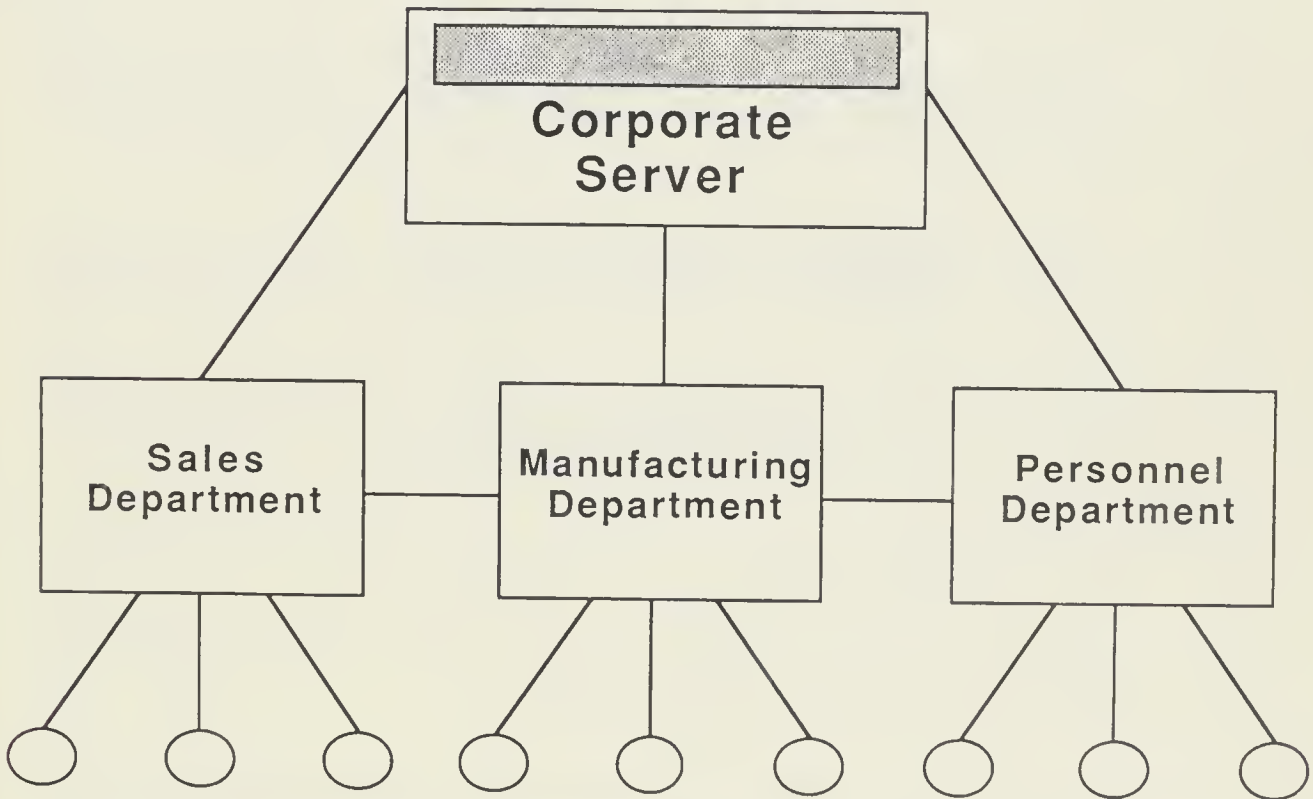 Corporate
Server
Sales
Department
Manufacturing
Department
Personnel
Department